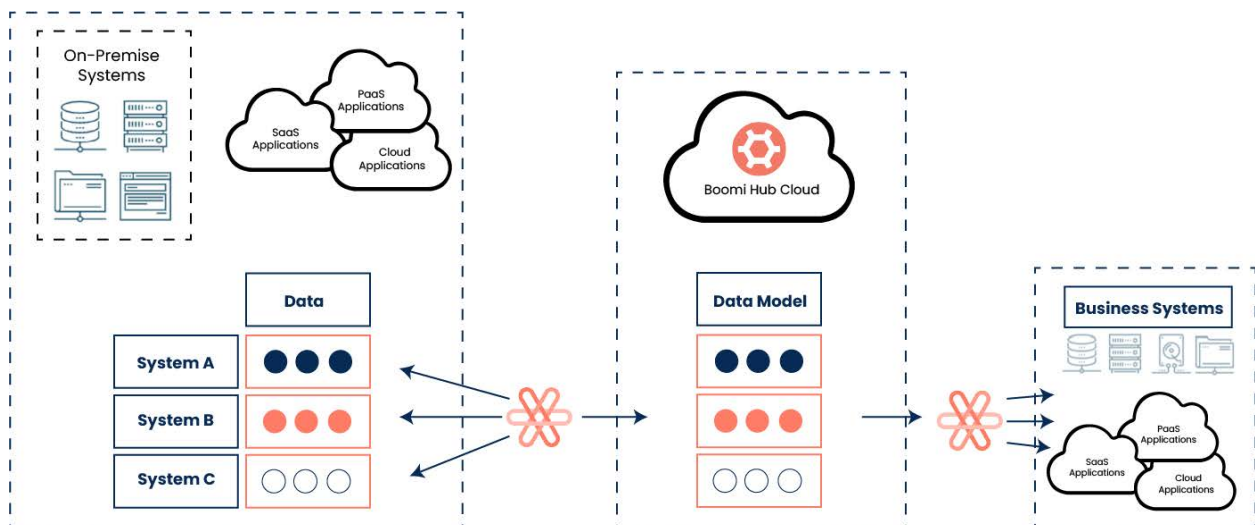 On-Premise
Systems
PaaS
Applications
SaaS
Applications
Cloud
Applications
Data
System A
System B
System C
Boomi Hub Cloud
Data Model
Business Systems
PaaS
Applications
SaaS
Applications
Cloud
Applications